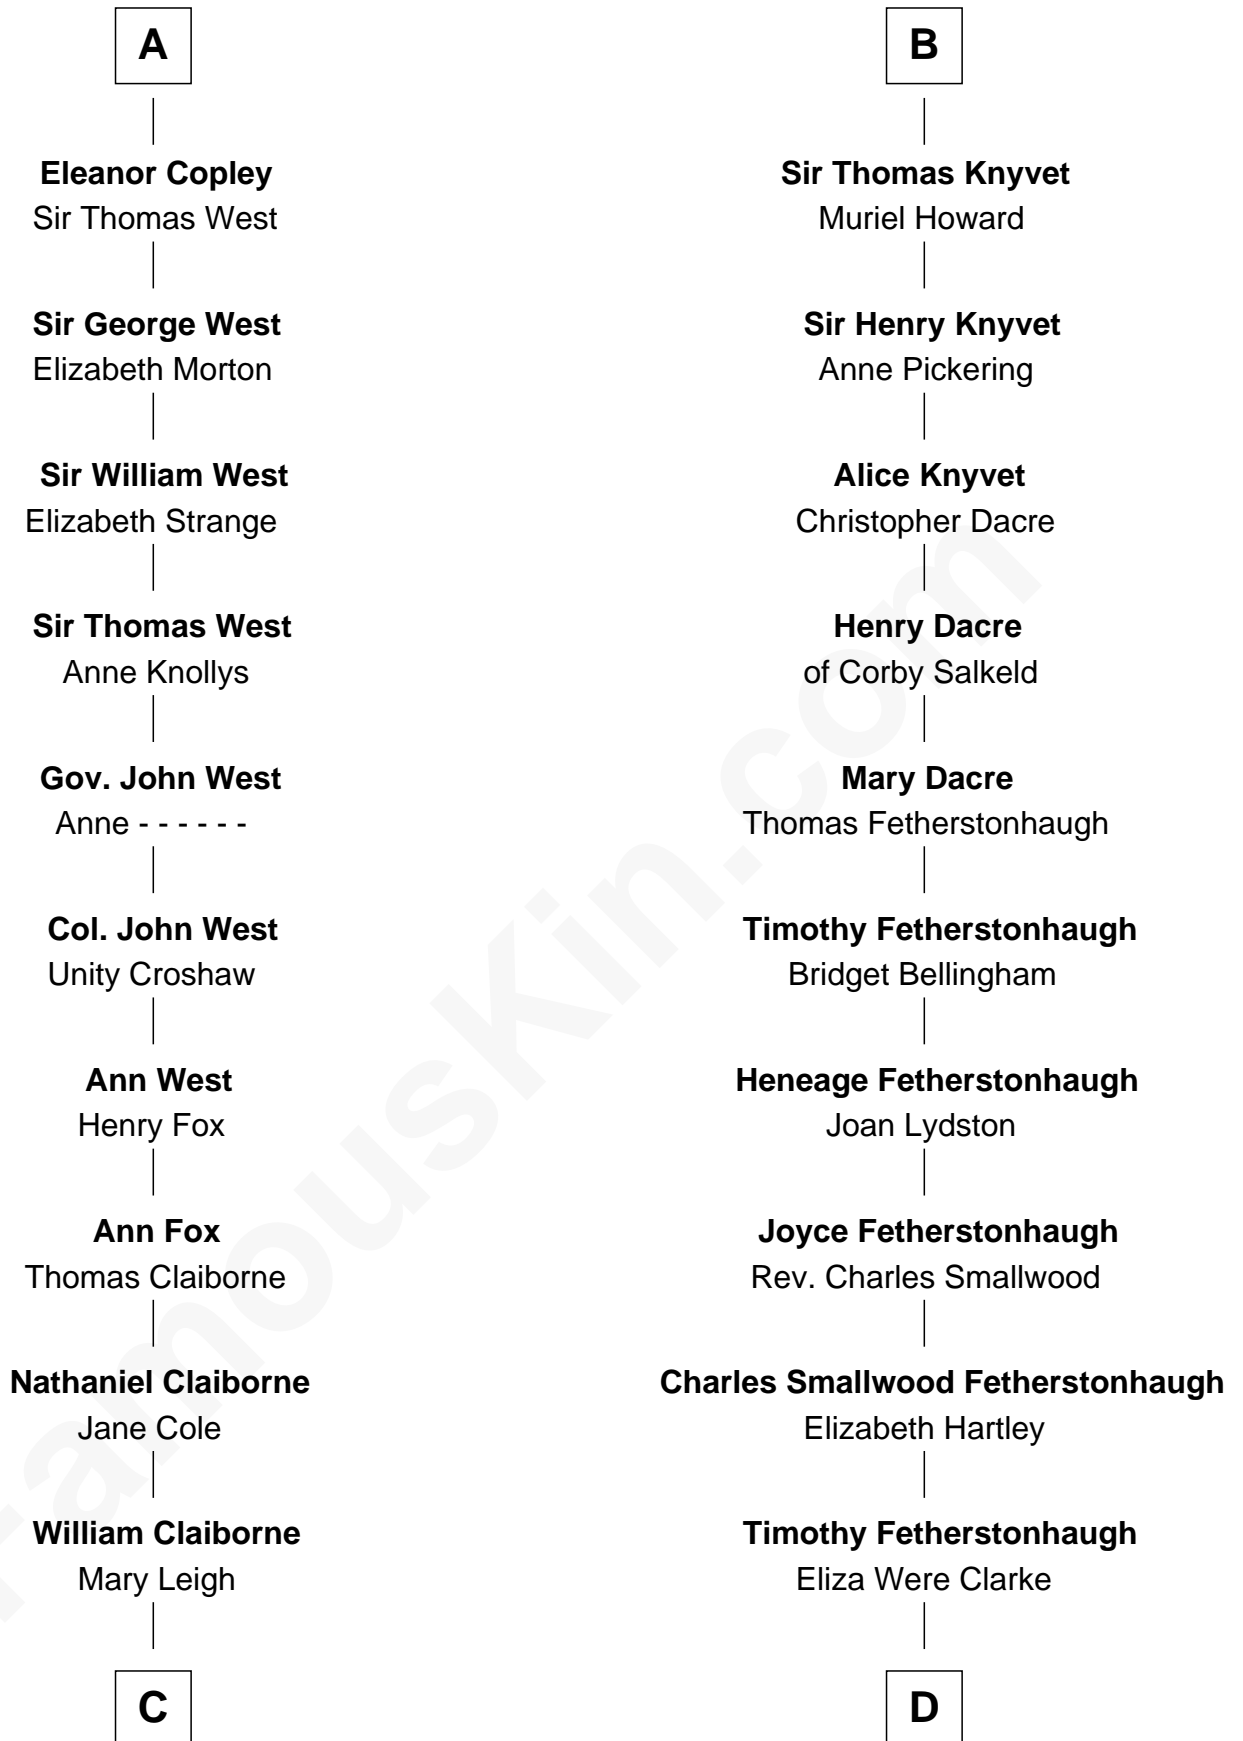 A
Eleanor Copley
Sir Thomas West
Sir George West
Elizabeth Morton
Sir William West
Elizabeth Strange
Sir Thomas West
Anne Knollys
Gov. John West
Anne - - - - - -
Col. John West
Unity Croshaw
Ann West
Henry Fox
Ann Fox
Thomas Claiborne
Nathaniel Claiborne
Jane Cole
William Claiborne
Mary Leigh
C
B
Sir Thomas Knyvet
Muriel Howard
Sir Henry Knyvet
Anne Pickering
Alice Knyvet
Christopher Dacre
Henry Dacre
of Corby Salkeld
Mary Dacre
Thomas Fetherstonhaugh
Timothy Fetherstonhaugh
Bridget Bellingham
Heneage Fetherstonhaugh
Joan Lydston
Joyce Fetherstonhaugh
Rev. Charles Smallwood
Charles Smallwood Fetherstonhaugh
Elizabeth Hartley
Timothy Fetherstonhaugh
Eliza Were Clarke
D
FamousKin.com